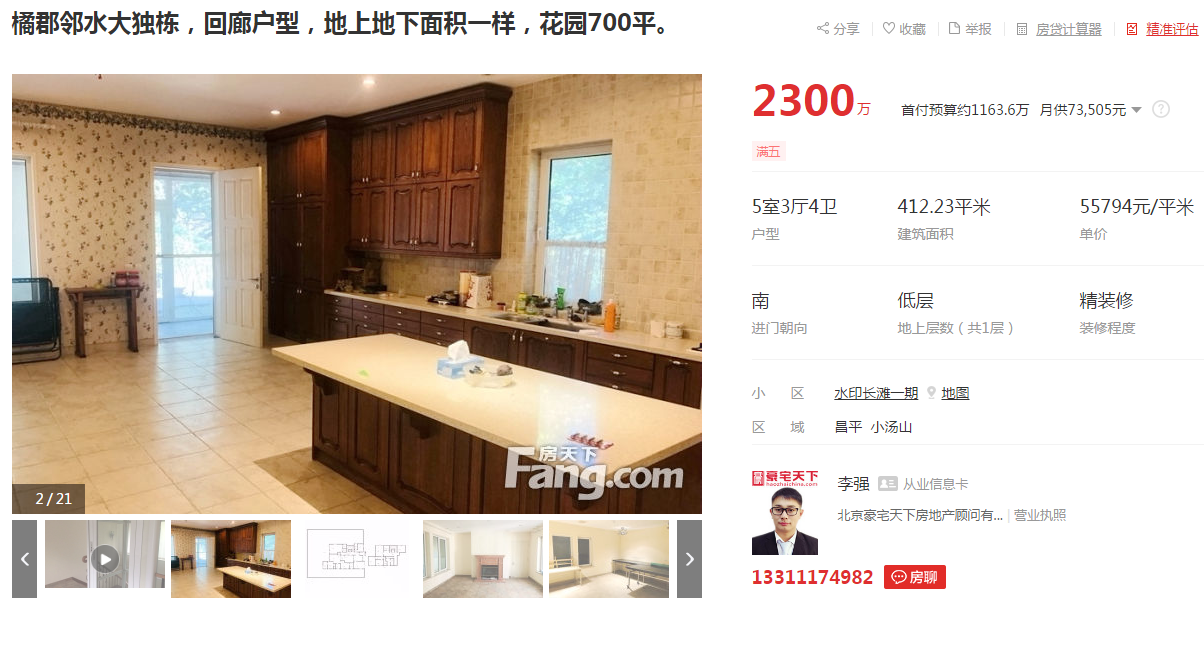 橘郡邻水大独栋，回廊户型，地上地下面积一样，花园700平。
分享 收藏 举报 房贷计算器 精准评估
房天下
Fang.com
2 / 21
2300万 首付预算约1163.6万 月供73,505元 ?
满五
5室3厅4卫 412.23平米 55794元/平米
户型 建筑面积 单价
南 低层 精装修
进门朝向 地上层数（共1层） 装修程度
小 区 水印长滩一期 地图
区 域 昌平 小汤山
豪宅天下
haozhaichina.com
李强 从业信息卡
北京豪宅天下房地产顾问有... 营业执照
13311174982 房聊